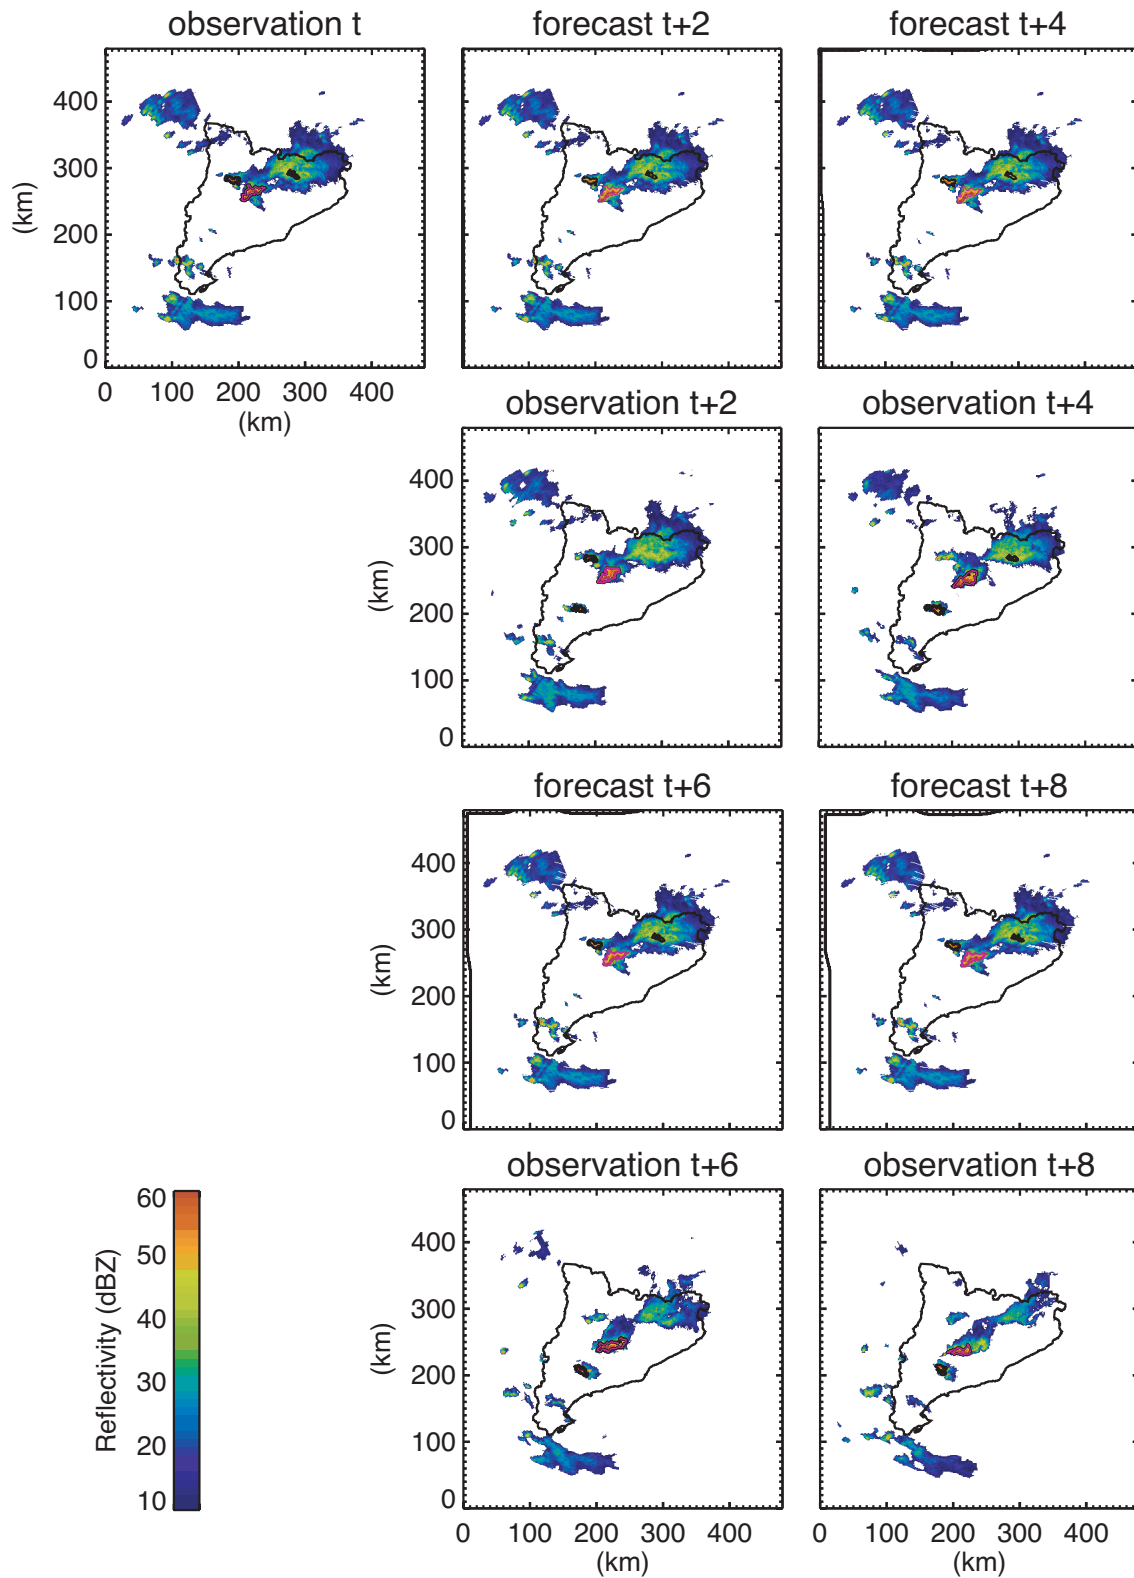 observation t
forecast t+2
forecast t+4
400
300
200
100
0
(km)
0 100 200 300 400
(km)
observation t+2
observation t+4
400
300
200
100
0
(km)
forecast t+6
forecast t+8
400
300
200
100
0
(km)
observation t+6
observation t+8
400
300
200
100
0
(km)
0 100 200 300 400
(km)
0 100 200 300 400
(km)
60
50
40
30
20
10
Reflectivity (dBZ)